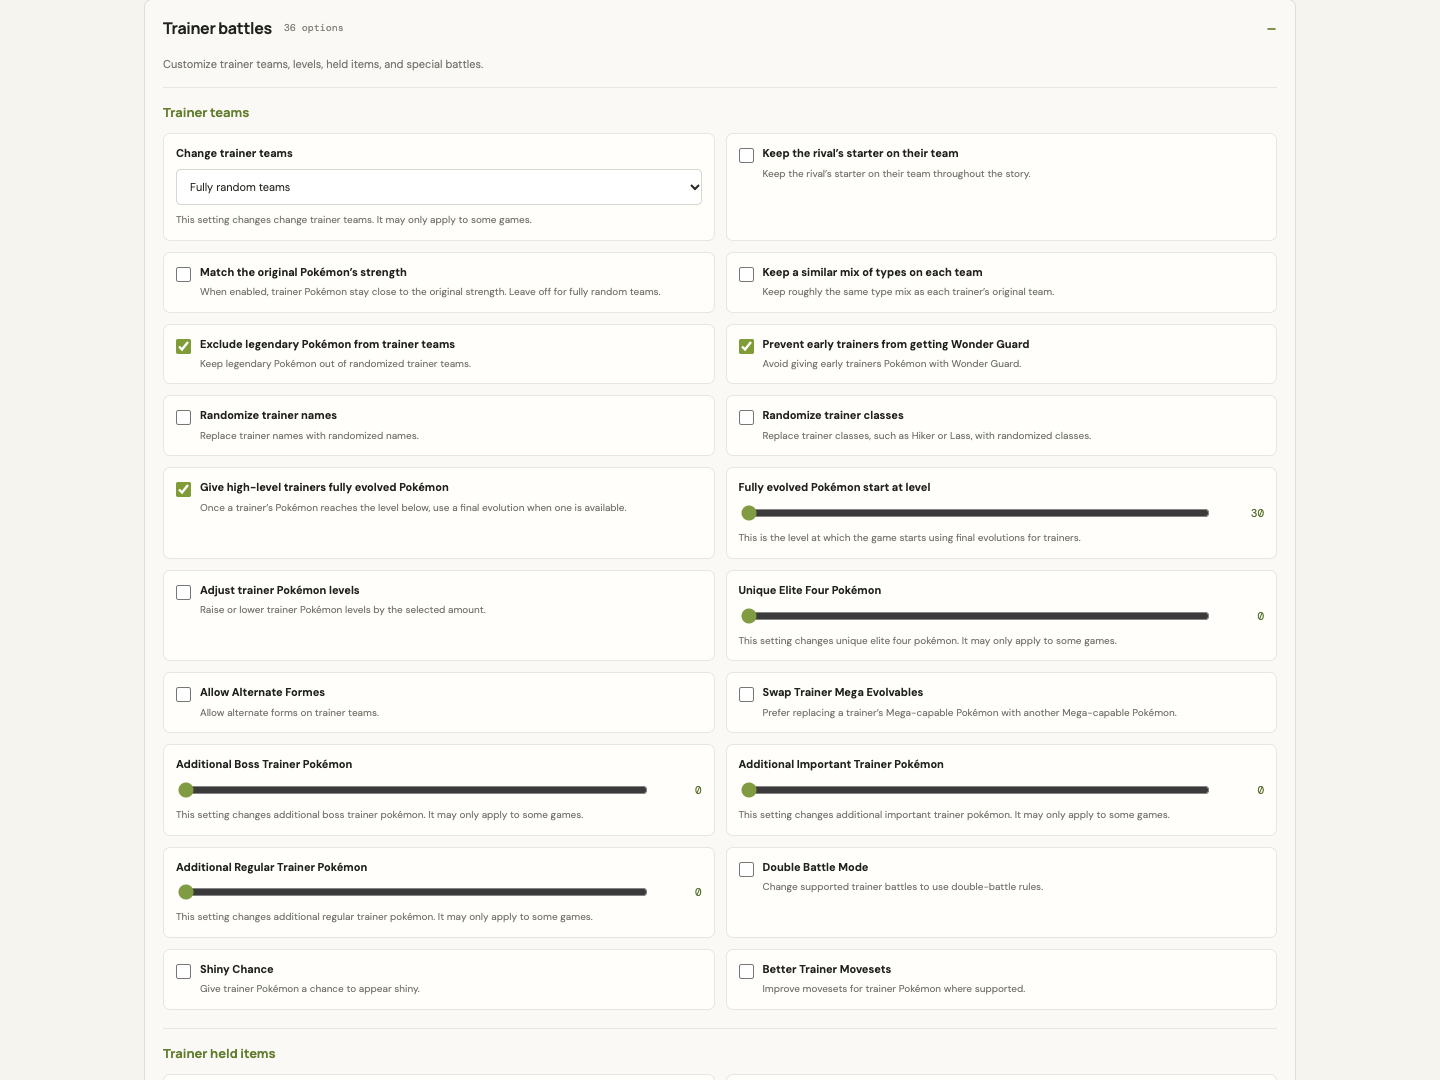 Trainer battles 36 options
Customize trainer teams, levels, held items, and special battles.
Trainer teams
Change trainer teams
Fully random teams
This setting changes change trainer teams. It may only apply to some games.
Keep the rival’s starter on their team
Keep the rival’s starter on their team throughout the story.
Match the original Pokémon’s strength
When enabled, trainer Pokémon stay close to the original strength. Leave off for fully random teams.
Keep a similar mix of types on each team
Keep roughly the same type mix as each trainer’s original team.
Exclude legendary Pokémon from trainer teams
Keep legendary Pokémon out of randomized trainer teams.
Prevent early trainers from getting Wonder Guard
Avoid giving early trainers Pokémon with Wonder Guard.
Randomize trainer names
Replace trainer names with randomized names.
Randomize trainer classes
Replace trainer classes, such as Hiker or Lass, with randomized classes.
Give high-level trainers fully evolved Pokémon
Once a trainer’s Pokémon reaches the level below, use a final evolution when one is available.
Fully evolved Pokémon start at level
30
This is the level at which the game starts using final evolutions for trainers.
Adjust trainer Pokémon levels
Raise or lower trainer Pokémon levels by the selected amount.
Unique Elite Four Pokémon
0
This setting changes unique elite four pokémon. It may only apply to some games.
Allow Alternate Formes
Allow alternate forms on trainer teams.
Swap Trainer Mega Evolvables
Prefer replacing a trainer’s Mega-capable Pokémon with another Mega-capable Pokémon.
Additional Boss Trainer Pokémon
0
This setting changes additional boss trainer pokémon. It may only apply to some games.
Additional Important Trainer Pokémon
0
This setting changes additional important trainer pokémon. It may only apply to some games.
Additional Regular Trainer Pokémon
0
This setting changes additional regular trainer pokémon. It may only apply to some games.
Double Battle Mode
Change supported trainer battles to use double-battle rules.
Shiny Chance
Give trainer Pokémon a chance to appear shiny.
Better Trainer Movesets
Improve movesets for trainer Pokémon where supported.
Trainer held items